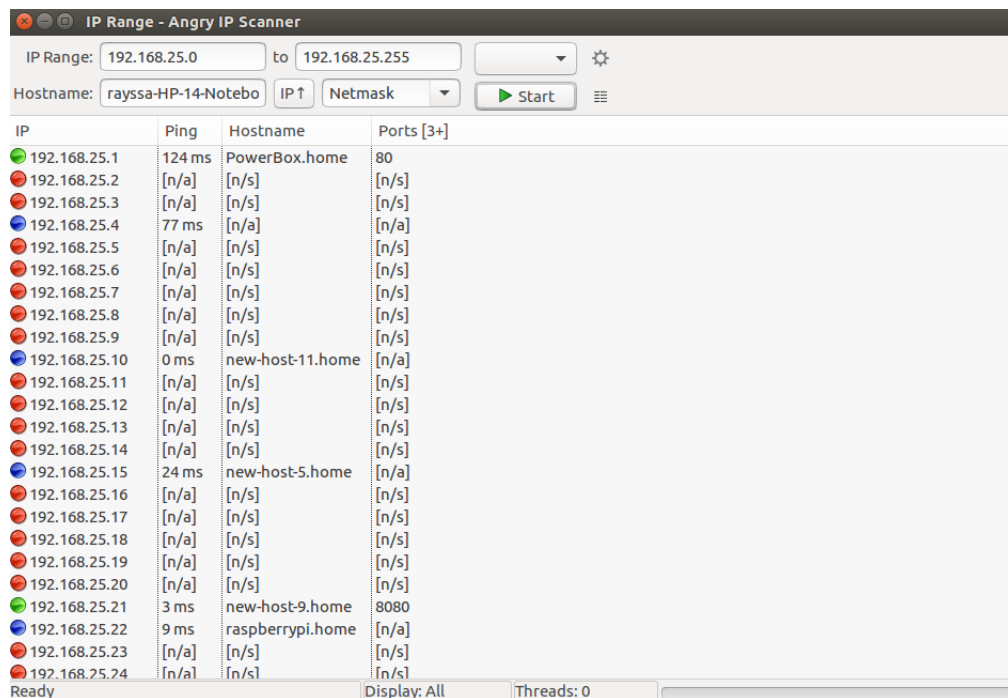 IP Range - Angry IP Scanner
IP Range: 192.168.25.0 to 192.168.25.255
Hostname: rayssa-HP-14-Notebo IP↑ Netmask Start
IP Ping Hostname Ports [3+]
192.168.25.1 124 ms PowerBox.home 80
192.168.25.2 [n/a] [n/s] [n/s]
192.168.25.3 [n/a] [n/s] [n/s]
192.168.25.4 77 ms [n/a] [n/a]
192.168.25.5 [n/a] [n/s] [n/s]
192.168.25.6 [n/a] [n/s] [n/s]
192.168.25.7 [n/a] [n/s] [n/s]
192.168.25.8 [n/a] [n/s] [n/s]
192.168.25.9 [n/a] [n/s] [n/s]
192.168.25.10 0 ms new-host-11.home [n/a]
192.168.25.11 [n/a] [n/s] [n/s]
192.168.25.12 [n/a] [n/s] [n/s]
192.168.25.13 [n/a] [n/s] [n/s]
192.168.25.14 [n/a] [n/s] [n/s]
192.168.25.15 24 ms new-host-5.home [n/a]
192.168.25.16 [n/a] [n/s] [n/s]
192.168.25.17 [n/a] [n/s] [n/s]
192.168.25.18 [n/a] [n/s] [n/s]
192.168.25.19 [n/a] [n/s] [n/s]
192.168.25.20 [n/a] [n/s] [n/s]
192.168.25.21 3 ms new-host-9.home 8080
192.168.25.22 9 ms raspberrypi.home [n/a]
192.168.25.23 [n/a] [n/s] [n/s]
192.168.25.24 [n/a] [n/s] [n/s]
Ready Display: All Threads: 0